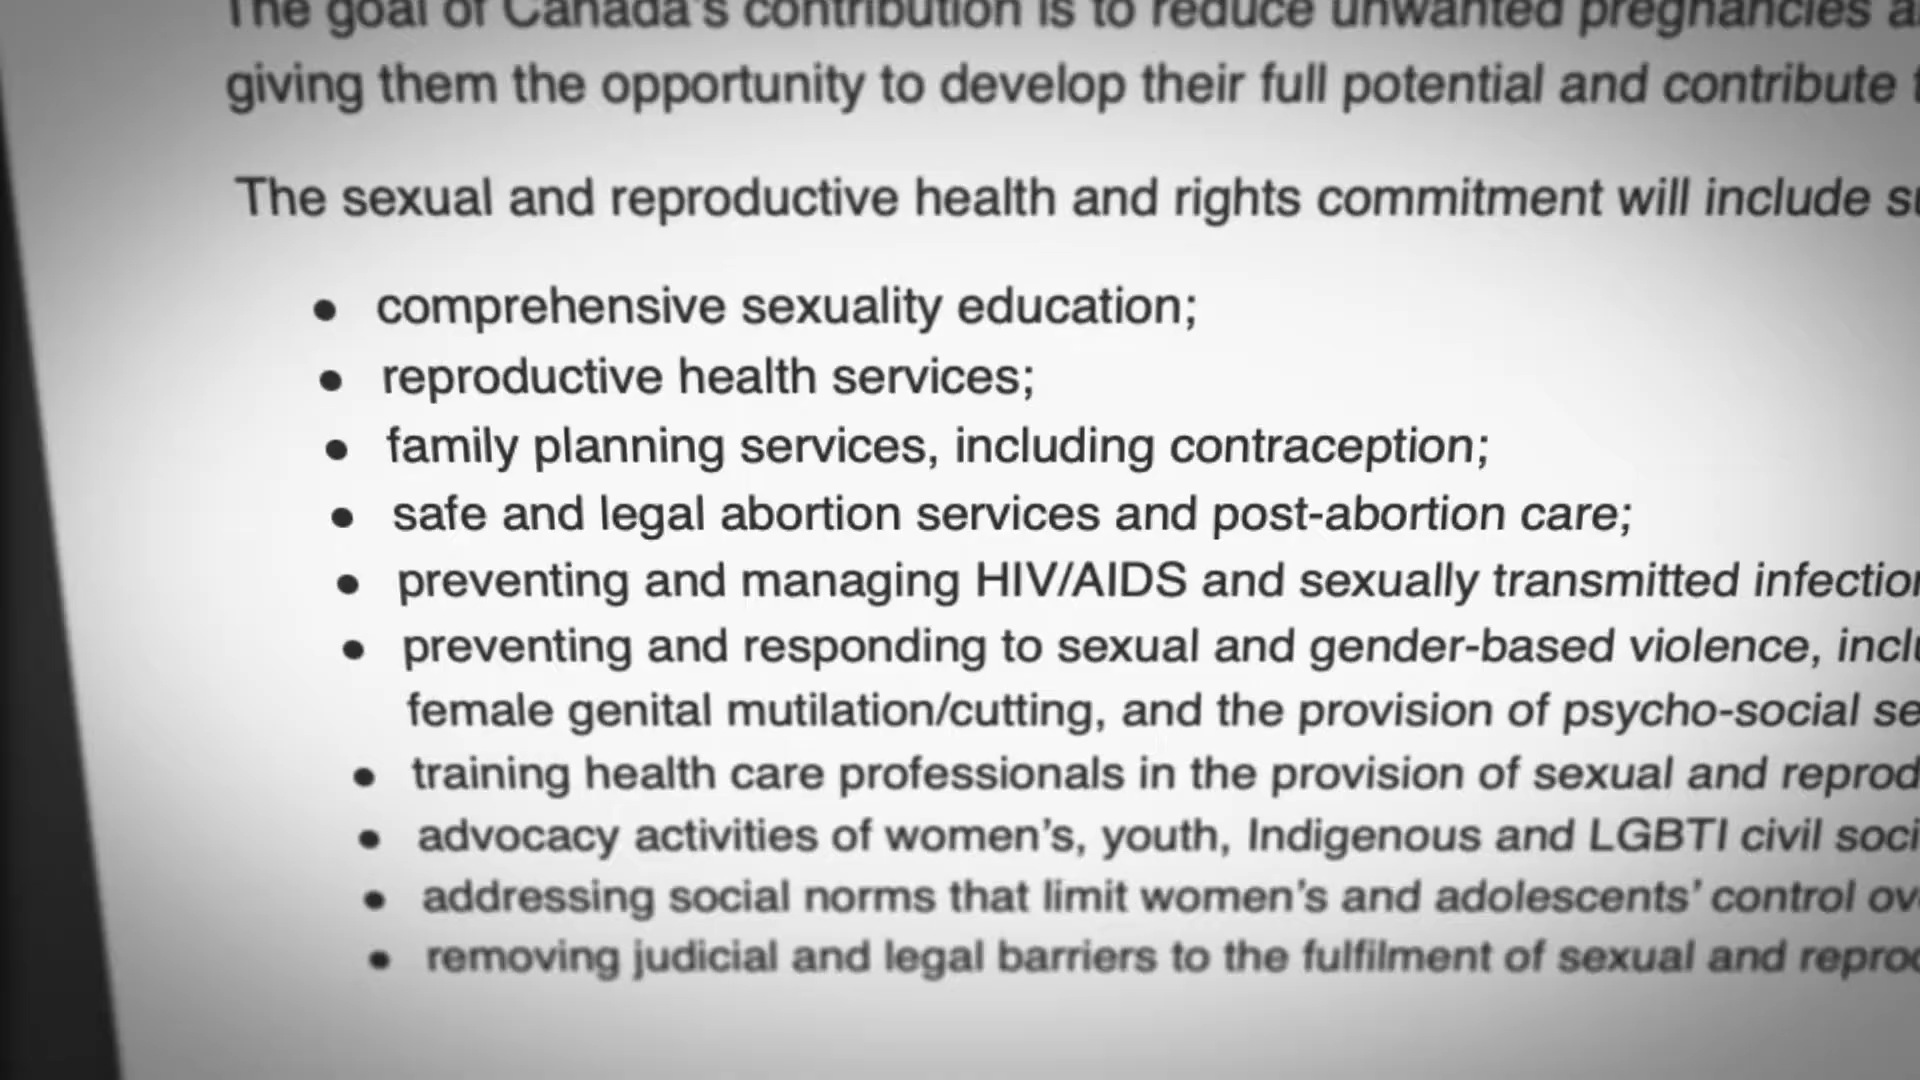 The goal of Canada's contribution is to reduce unwanted pregnancies
giving them the opportunity to develop their full potential and contribute
The sexual and reproductive health and rights commitment will include
• comprehensive sexuality education;
• reproductive health services;
• family planning services, including contraception;
• safe and legal abortion services and post-abortion care;
• preventing and managing HIV/AIDS and sexually transmitted
• preventing and responding to sexual and gender-based violence,
female genital mutilation/cutting, and the provision of psycho-social
• training health care professionals in the provision of sexual and
• advocacy activities of women's, youth, Indigenous and LGBTI civil
• addressing social norms that limit women's and adolescents' control
• removing judicial and legal barriers to the fulfilment of sexual and